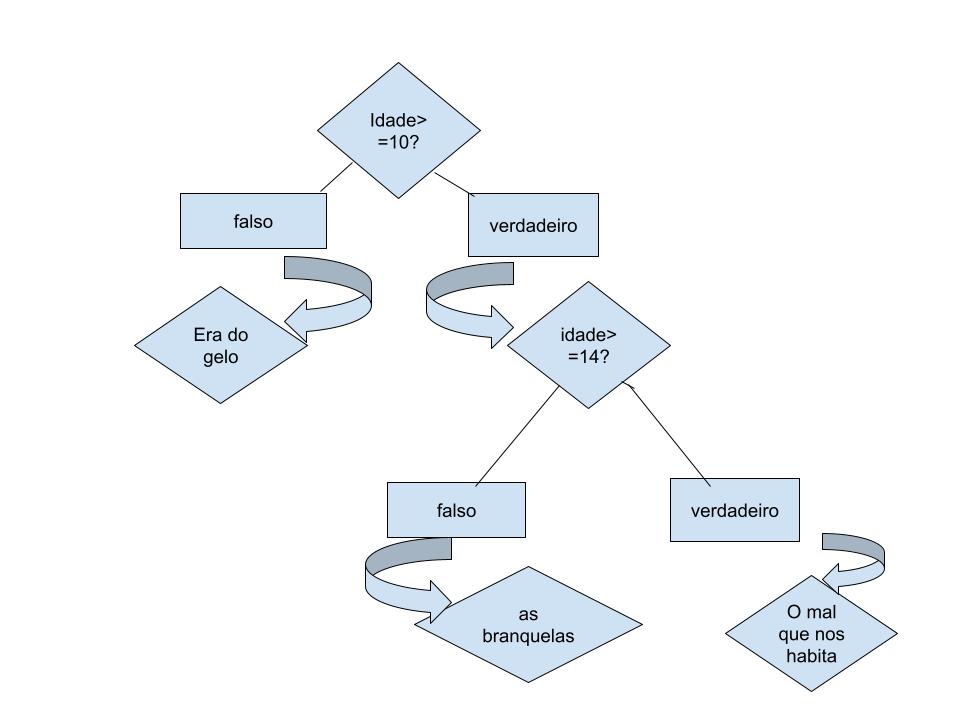 Idade>
=10?
falso
verdadeiro
Era do
gelo
idade>
=14?
falso
verdadeiro
as
branquelas
O mal
que nos
habita